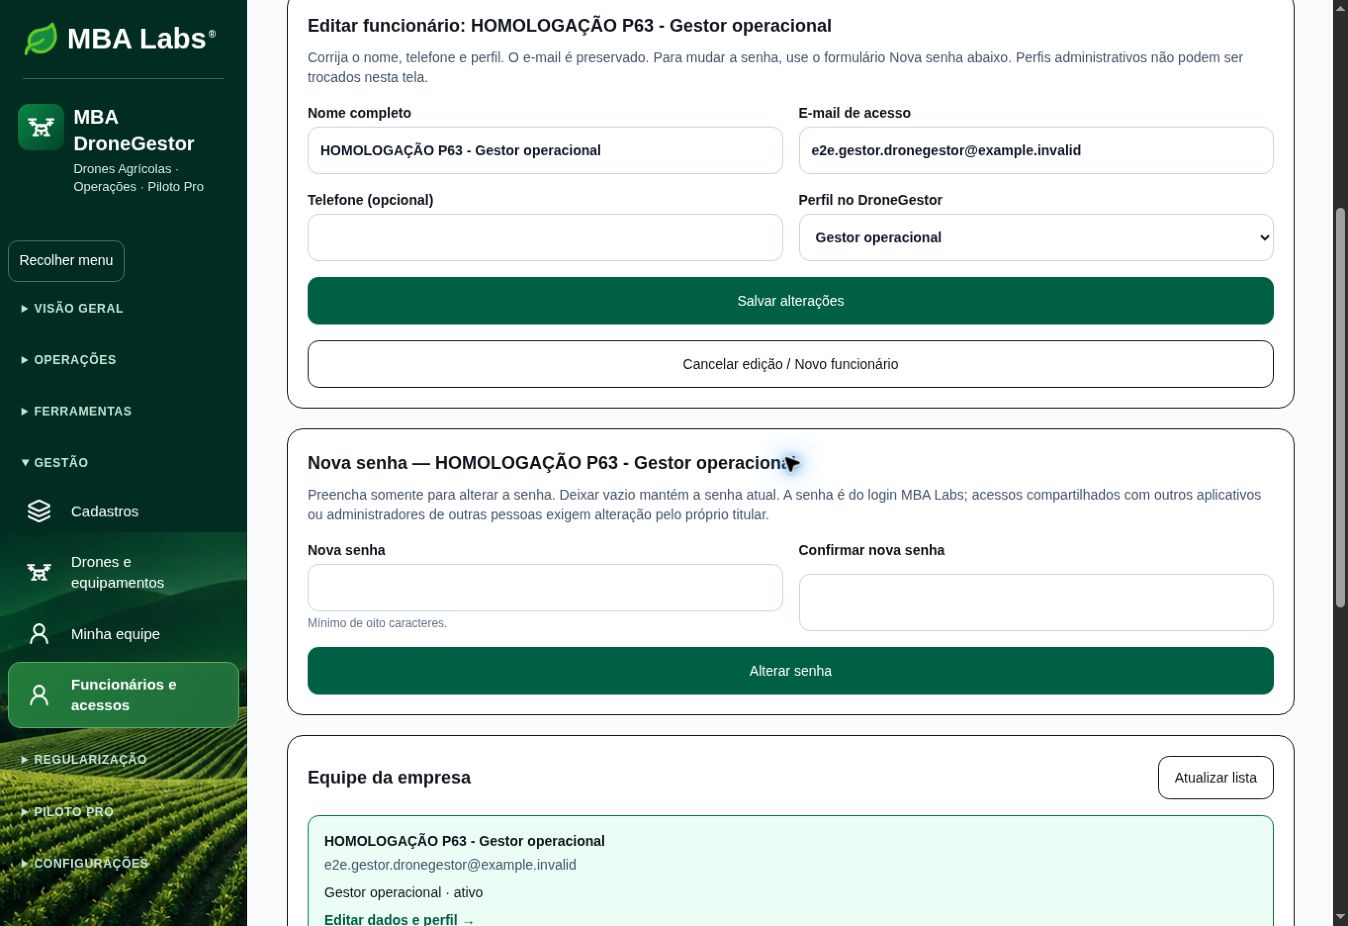 MBA Labs®
MBA
DroneGestor
Drones Agrícolas ·
Operações · Piloto Pro
Recolher menu
VISÃO GERAL
OPERAÇÕES
FERRAMENTAS
GESTÃO
Cadastros
Drones e
equipamentos
Minha equipe
Funcionários e
acessos
REGULARIZAÇÃO
PILOTO PRO
CONFIGURAÇÕES
Editar funcionário: HOMOLOGAÇÃO P63 - Gestor operacional
Corrija o nome, telefone e perfil. O e-mail é preservado. Para mudar a senha, use o formulário Nova senha abaixo. Perfis administrativos não podem ser
trocados nesta tela.
Nome completo
E-mail de acesso
HOMOLOGAÇÃO P63 - Gestor operacional
e2e.gestor.dronegestor@example.invalid
Telefone (opcional)
Perfil no DroneGestor
Gestor operacional
Salvar alterações
Cancelar edição / Novo funcionário
Nova senha — HOMOLOGAÇÃO P63 - Gestor operacional
Preencha somente para alterar a senha. Deixar vazio mantém a senha atual. A senha é do login MBA Labs; acessos compartilhados com outros aplicativos
ou administradores de outras pessoas exigem alteração pelo próprio titular.
Nova senha
Confirmar nova senha
Mínimo de oito caracteres.
Alterar senha
Equipe da empresa
Atualizar lista
HOMOLOGAÇÃO P63 - Gestor operacional
e2e.gestor.dronegestor@example.invalid
Gestor operacional · ativo
Editar dados e perfil →